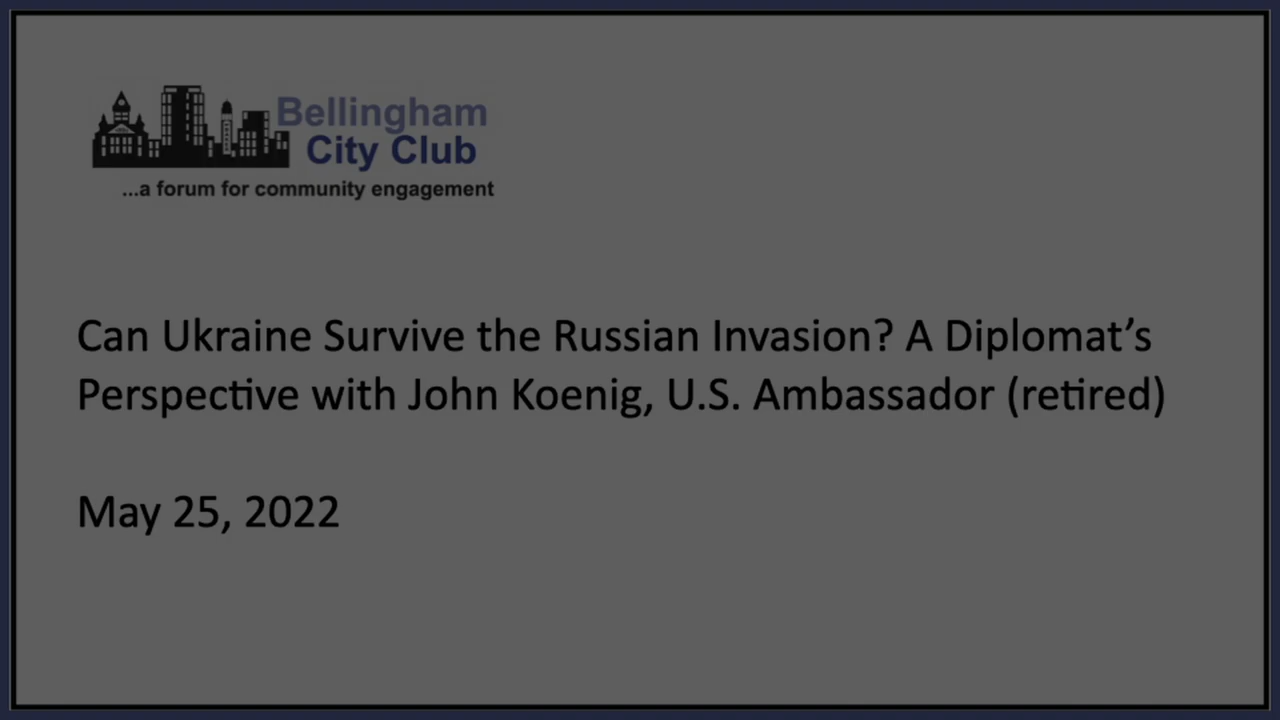 Bellingham
City Club
...a forum for community engagement
Can Ukraine Survive the Russian Invasion? A Diplomat’s
Perspective with John Koenig, U.S. Ambassador (retired)
May 25, 2022